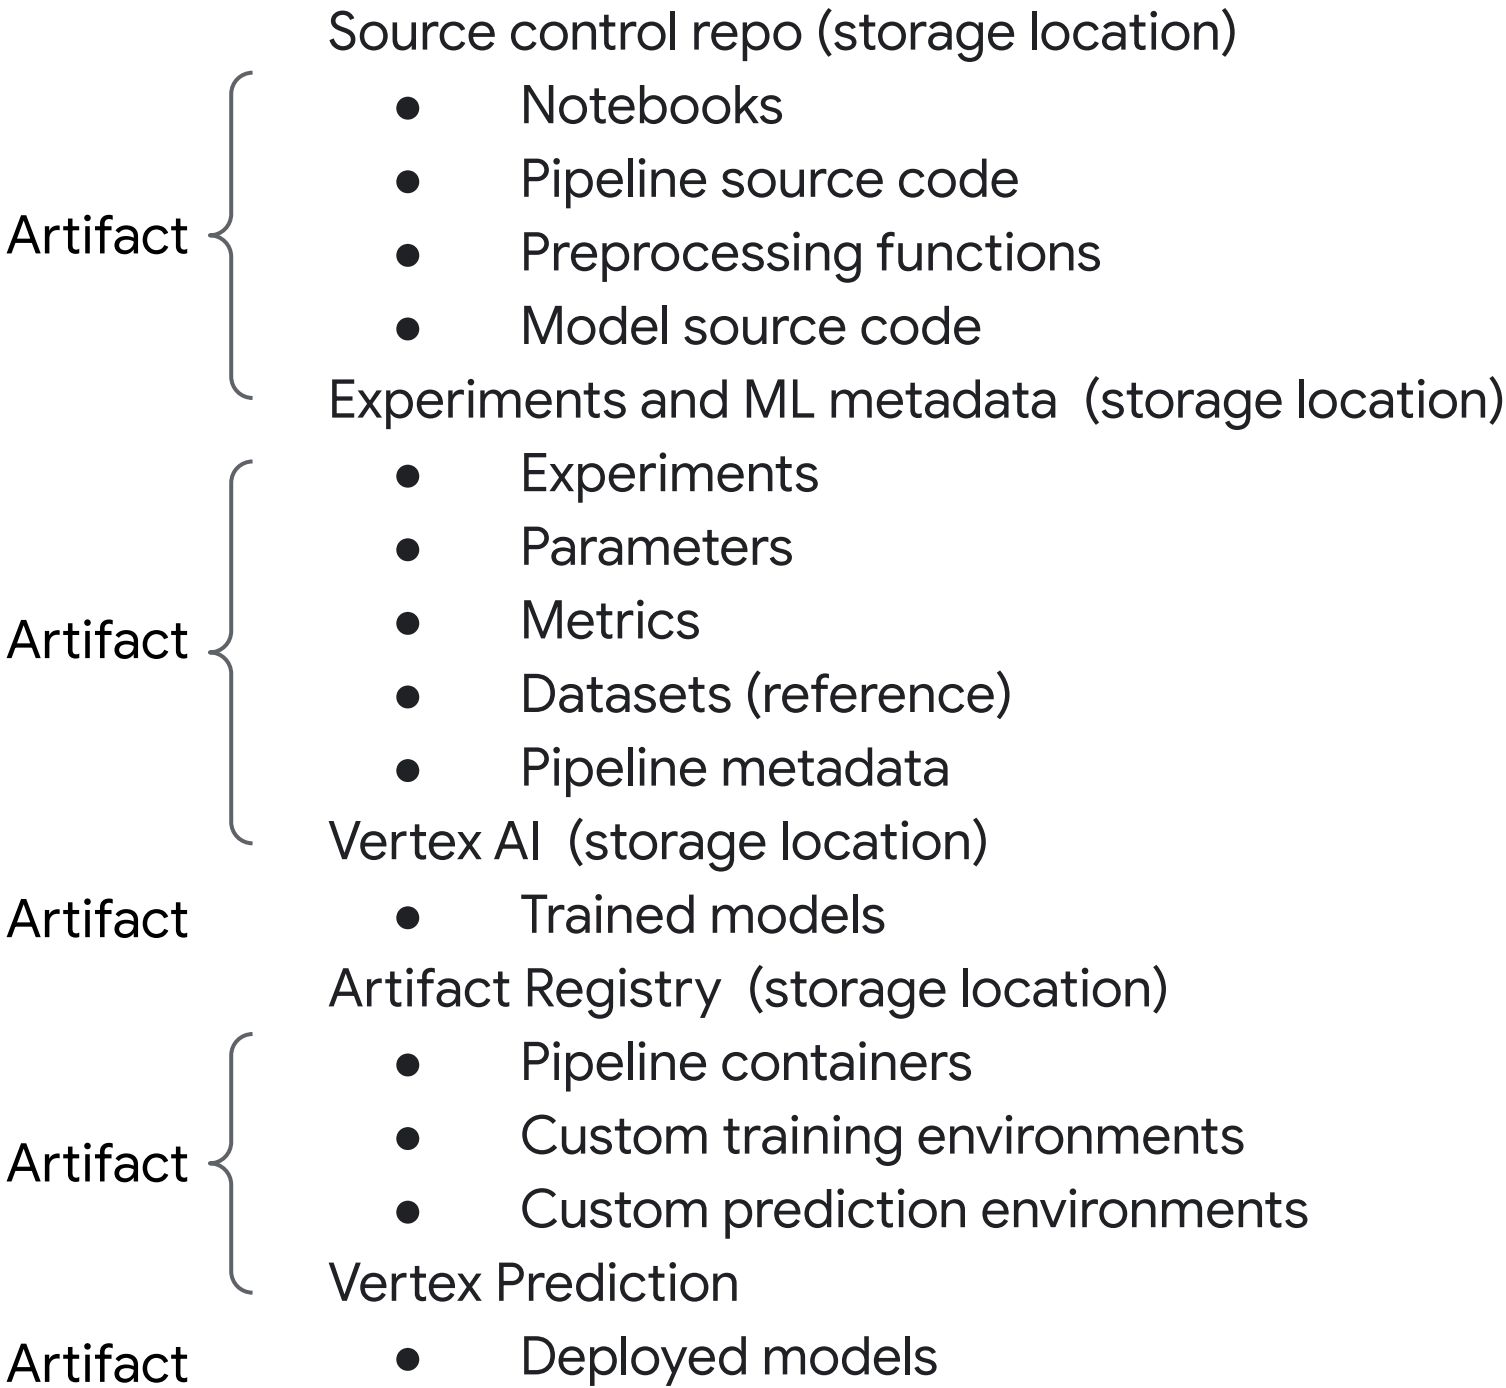 Source control repo (storage location)
● Notebooks
● Pipeline source code
Artifact ● Preprocessing functions
● Model source code
Experiments and ML metadata (storage location)
● Experiments
● Parameters
Artifact ● Metrics
● Datasets (reference)
● Pipeline metadata
Vertex AI (storage location)
Artifact ● Trained models
Artifact Registry (storage location)
● Pipeline containers
Artifact ● Custom training environments
● Custom prediction environments
Vertex Prediction
Artifact ● Deployed models